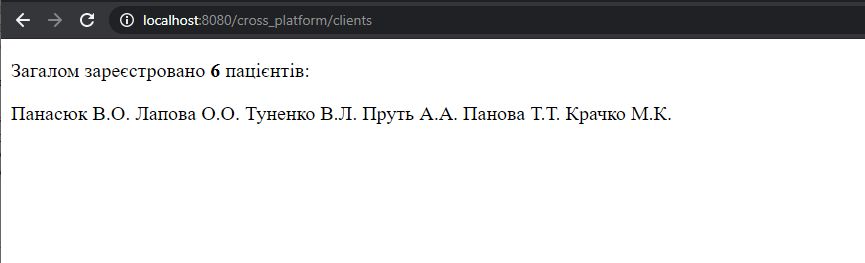 localhost:8080/cross_platform/clients
Загалом зареєстровано 6 пацієнтів:
Панасюк В.О. Лапова О.О. Туненко В.Л. Пруть А.А. Панова Т.Т. Крачко М.К.